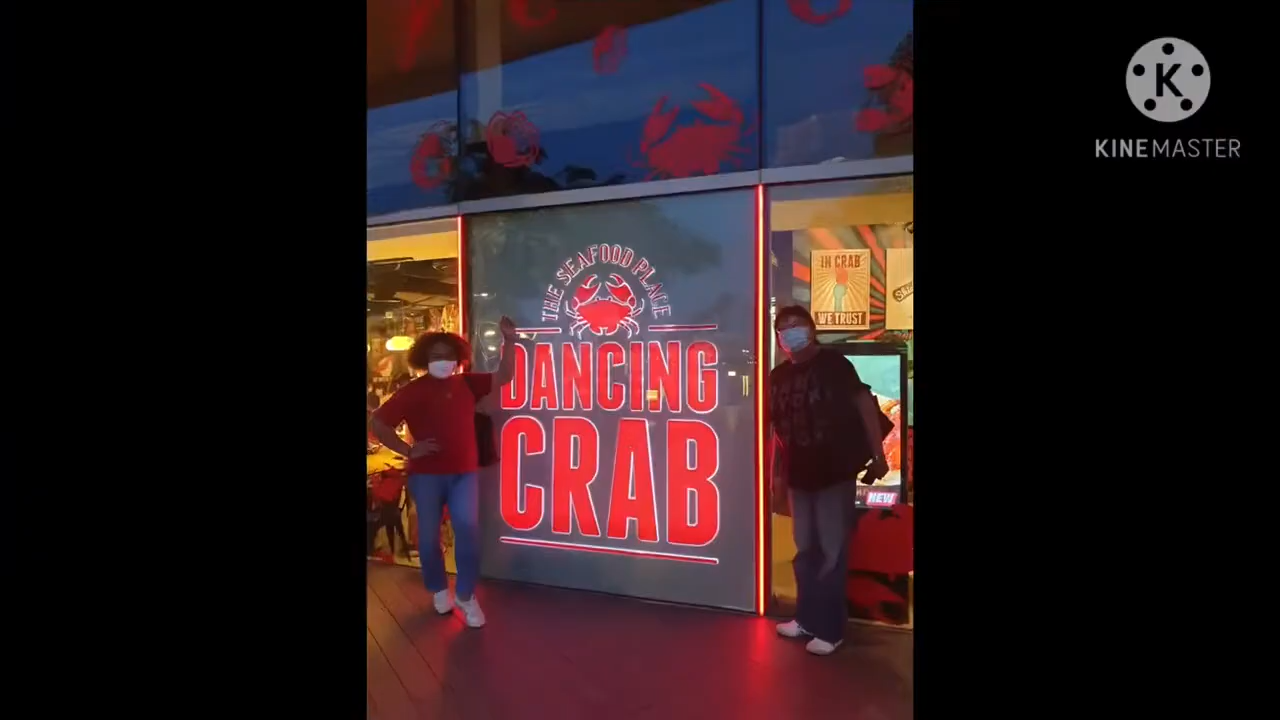 K
KINEMASTER
THE SEAFOOD PLACE
DANCING
CRAB
IN CRAB
WE TRUST
NEW!